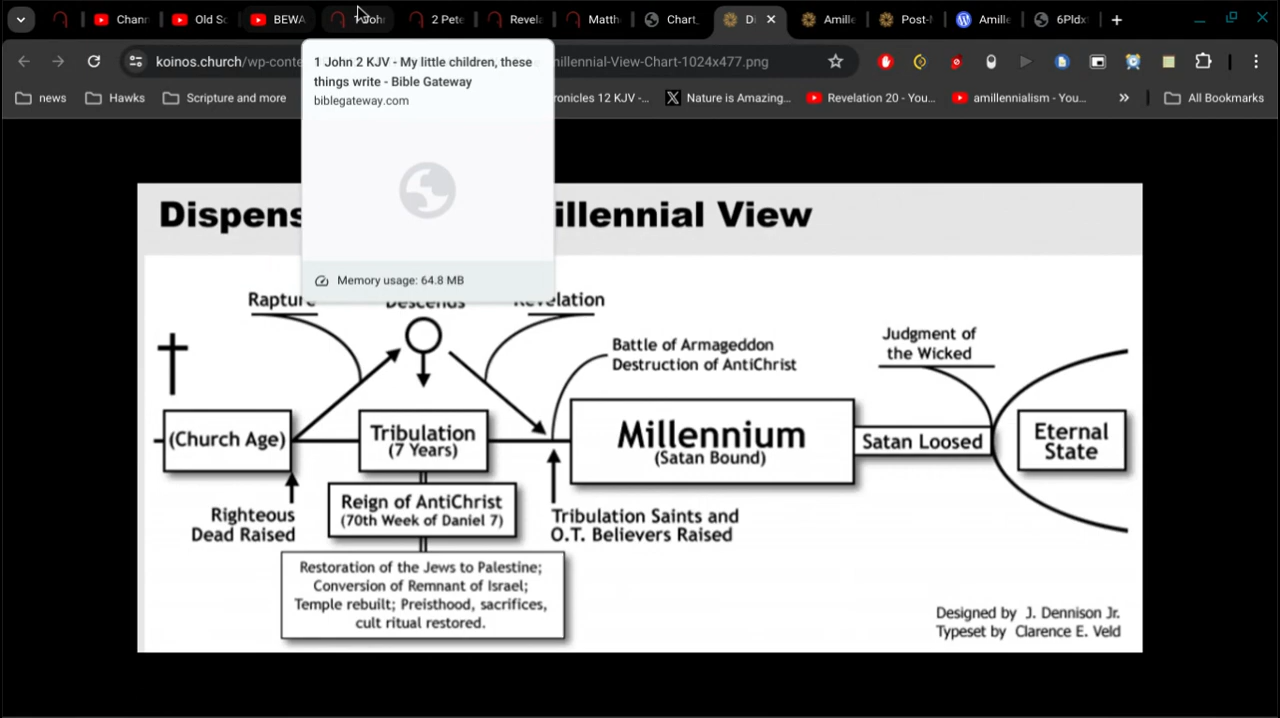 Chann
Old Sc
BEWA
1 John
2 Pete
Revela
Matth
Chart_
Di
Amille
Post-M
Amille
6Pldx
koinos.church/wp-conte
millennial-View-Chart-1024x477.png
1 John 2 KJV - My little children, these
things write - Bible Gateway
biblegateway.com
Memory usage: 64.8 MB
news
Hawks
Scripture and more
ronicles 12 KJV -...
Nature is Amazing...
Revelation 20 - You...
amillennialism - You...
»
All Bookmarks
Dispens
illennial View
Rapture
Descends
Revelation
Battle of Armageddon
Destruction of AntiChrist
Judgment of
the Wicked
(Church Age)
Tribulation
(7 Years)
Millennium
(Satan Bound)
Satan Loosed
Eternal
State
Reign of AntiChrist
(70th Week of Daniel 7)
Righteous
Dead Raised
Tribulation Saints and
O.T. Believers Raised
Restoration of the Jews to Palestine;
Conversion of Remnant of Israel;
Temple rebuilt; Preisthood, sacrifices,
cult ritual restored.
Designed by J. Dennison Jr.
Typeset by Clarence E. Veld